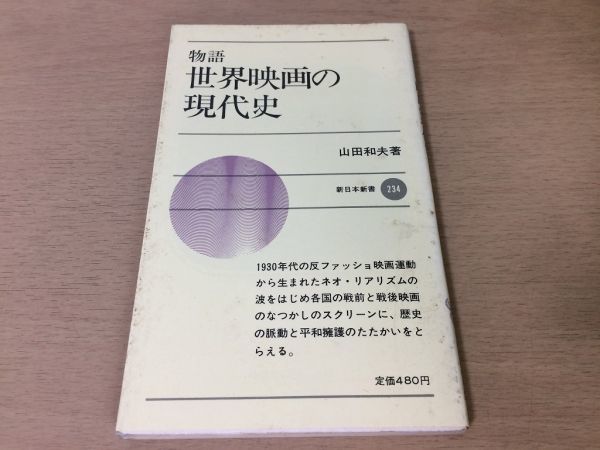 物語
世界映画の
現代史
山田和夫著
新日本新書 234
1930年代の反ファッショ映画運動
から生まれたネオ・リアリズムの
波をはじめ各国の戦前と戦後映画
のなつかしのスクリーンに、歴史
の脈動と平和擁護のたたかいをと
らえる。
定価480円